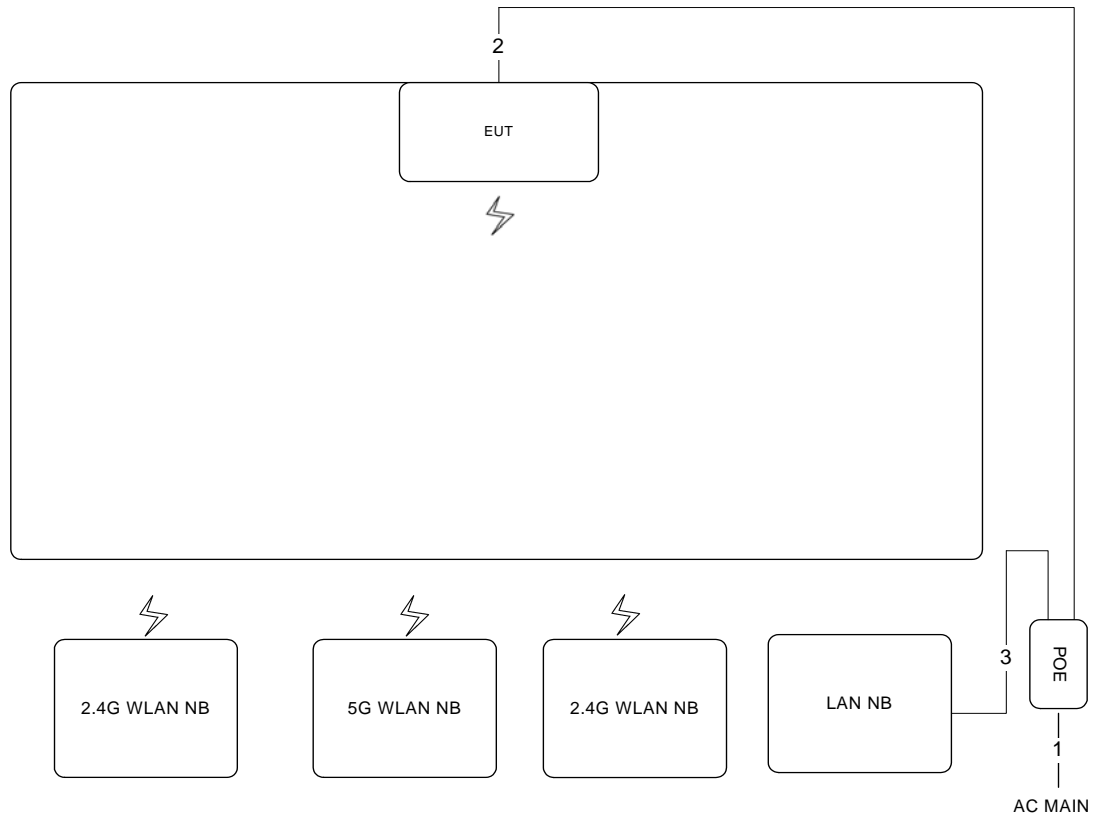 2
EUT
2.4G WLAN NB
5G WLAN NB
2.4G WLAN NB
LAN NB
3
POE
1
AC MAIN